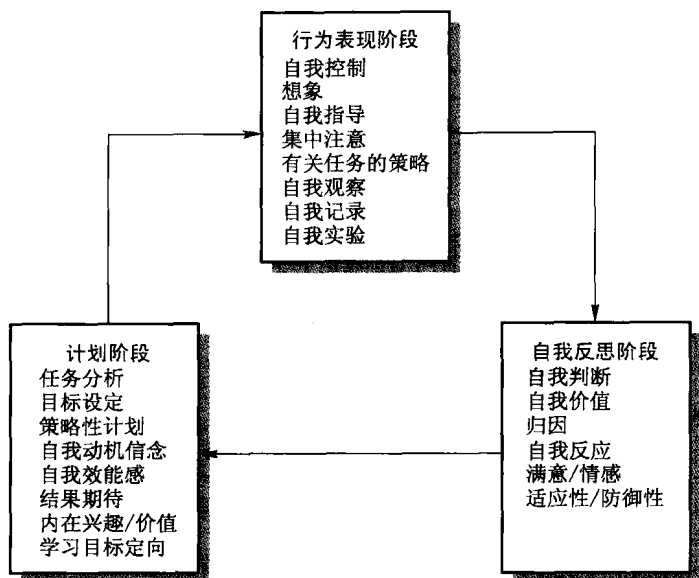 行为表现阶段
自我控制
想象
自我指导
集中注意
有关任务的策略
自我观察
自我记录
自我实验
计划阶段
任务分析
目标设定
策略性计划
自我动机信念
自我效能感
结果期待
内在兴趣/价值
学习目标定向
自我反思阶段
自我判断
自我价值
归因
自我反应
满意/情感
适应性/防御性